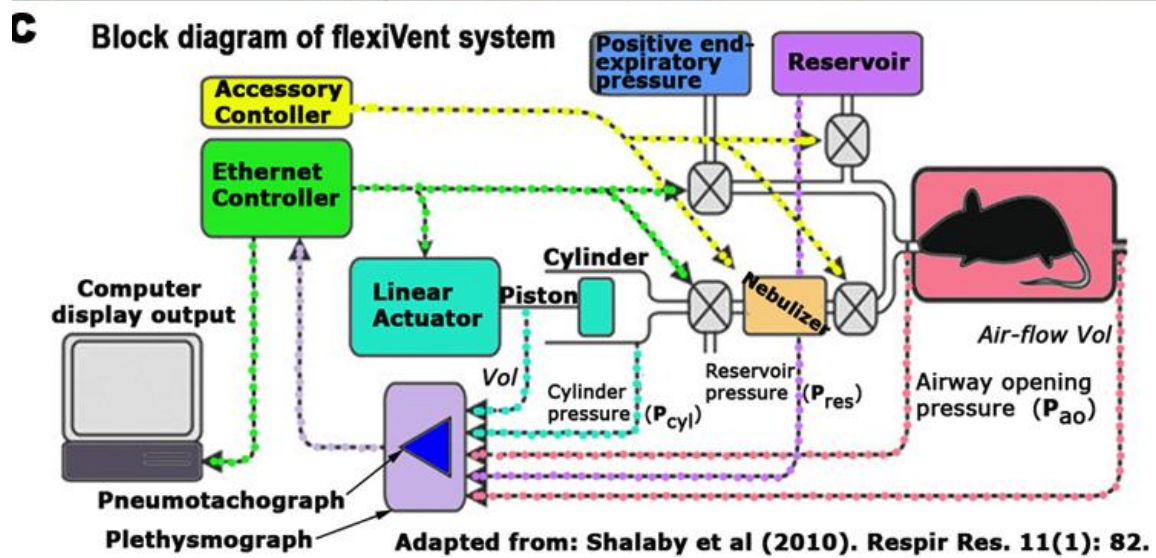 C
Block diagram of flexiVent system
Positive end-
expiratory
pressure
Reservoir
Accessory
Contoller
Ethernet
Controller
Cylinder
Linear
Actuator
Piston
Nebulizer
Computer
display output
Air-flow Vol
Vol
Cylinder
pressure (Pcyl)
Reservoir
pressure (Pres)
Airway opening
pressure (Pao)
Pneumotachograph
Plethysmograph
Adapted from: Shalaby et al (2010). Respir Res. 11(1): 82.